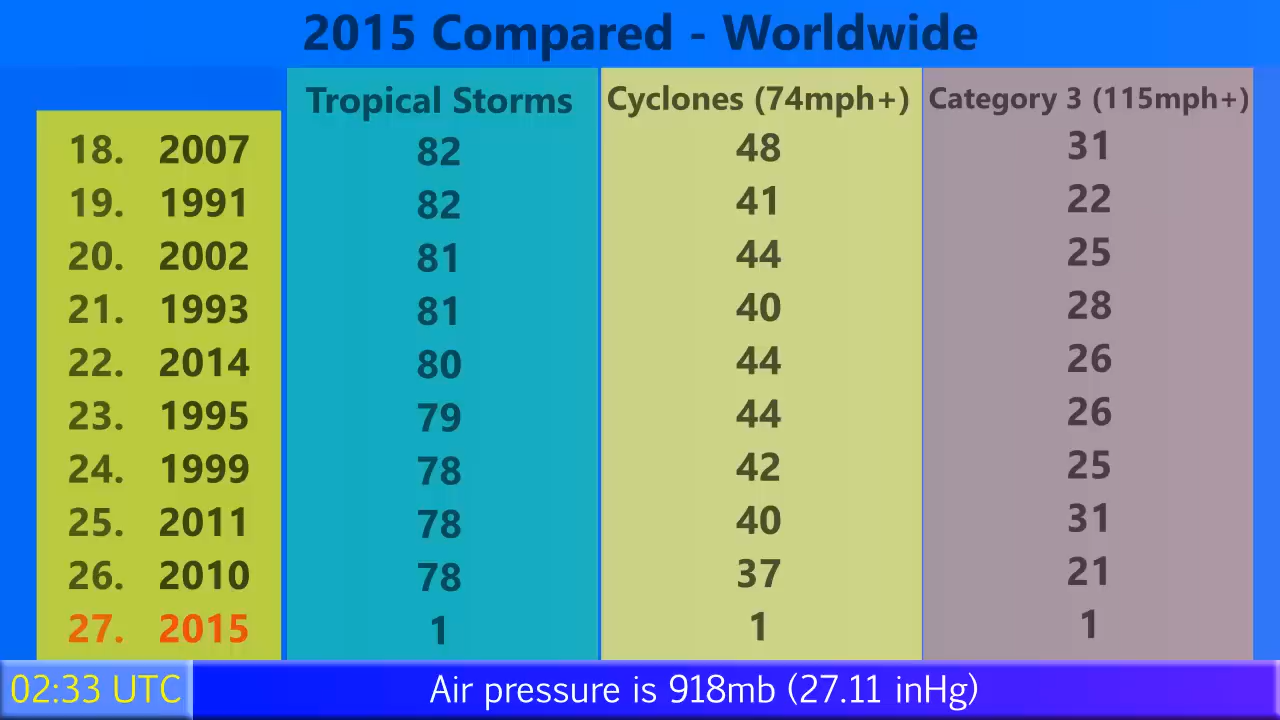 2015 Compared - Worldwide
Tropical Storms Cyclones (74mph+) Category 3 (115mph+)
18. 2007 82 48 31
19. 1991 82 41 22
20. 2002 81 44 25
21. 1993 81 40 28
22. 2014 80 44 26
23. 1995 79 44 26
24. 1999 78 42 25
25. 2011 78 40 31
26. 2010 78 37 21
27. 2015 1 1 1
02:33 UTC Air pressure is 918mb (27.11 inHg)